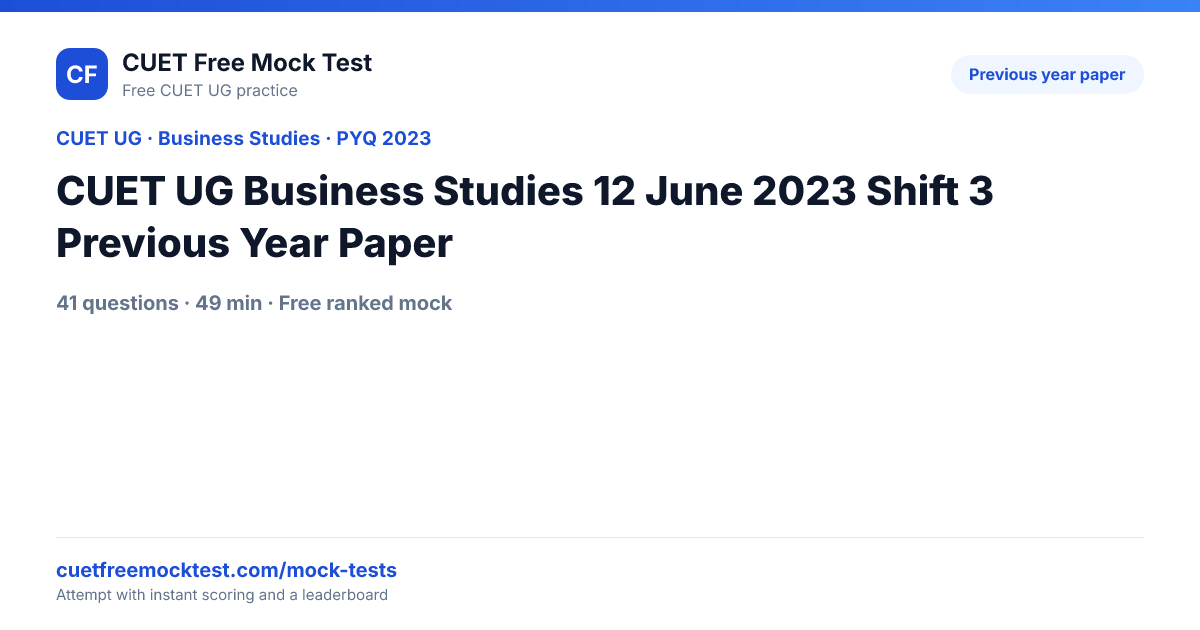 CF
CUET Free Mock Test
Free CUET UG practice
Previous year paper
CUET UG · Business Studies · PYQ 2023
CUET UG Business Studies 12 June 2023 Shift 3
Previous Year Paper
41 questions · 49 min · Free ranked mock
cuetfreemocktest.com/mock-tests
Attempt with instant scoring and a leaderboard